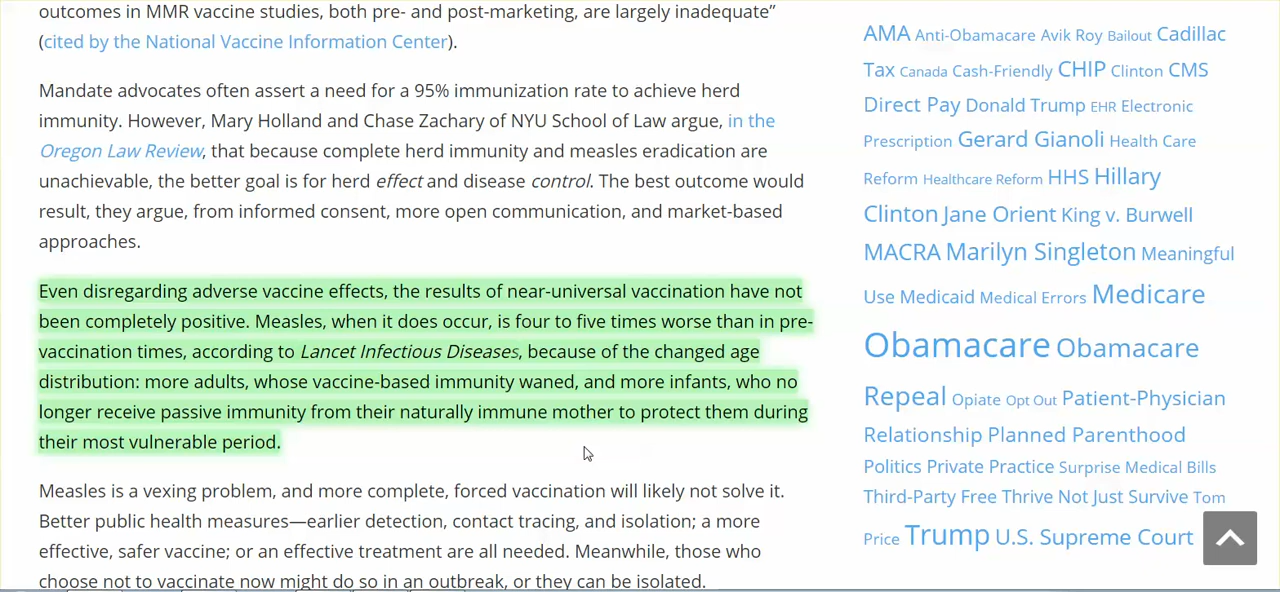 outcomes in MMR vaccine studies, both pre- and post-marketing, are largely inadequate”
(cited by the National Vaccine Information Center).
Mandate advocates often assert a need for a 95% immunization rate to achieve herd
immunity. However, Mary Holland and Chase Zachary of NYU School of Law argue, in the
Oregon Law Review, that because complete herd immunity and measles eradication are
unachievable, the better goal is for herd effect and disease control. The best outcome would
result, they argue, from informed consent, more open communication, and market-based
approaches.
Even disregarding adverse vaccine effects, the results of near-universal vaccination have not
been completely positive. Measles, when it does occur, is four to five times worse than in pre-
vaccination times, according to Lancet Infectious Diseases, because of the changed age
distribution: more adults, whose vaccine-based immunity waned, and more infants, who no
longer receive passive immunity from their naturally immune mother to protect them during
their most vulnerable period.
Measles is a vexing problem, and more complete, forced vaccination will likely not solve it.
Better public health measures—earlier detection, contact tracing, and isolation; a more
effective, safer vaccine; or an effective treatment are all needed. Meanwhile, those who
choose not to vaccinate now might do so in an outbreak, or they can be isolated.
AMA Anti-Obamacare Avik Roy Bailout Cadillac
Tax Canada Cash-Friendly CHIP Clinton CMS
Direct Pay Donald Trump EHR Electronic
Prescription Gerard Gianoli Health Care
Reform Healthcare Reform HHS Hillary
Clinton Jane Orient King v. Burwell
MACRA Marilyn Singleton Meaningful
Use Medicaid Medical Errors Medicare
Obamacare Obamacare
Repeal Opiate Opt Out Patient-Physician
Relationship Planned Parenthood
Politics Private Practice Surprise Medical Bills
Third-Party Free Thrive Not Just Survive Tom
Price Trump U.S. Supreme Court